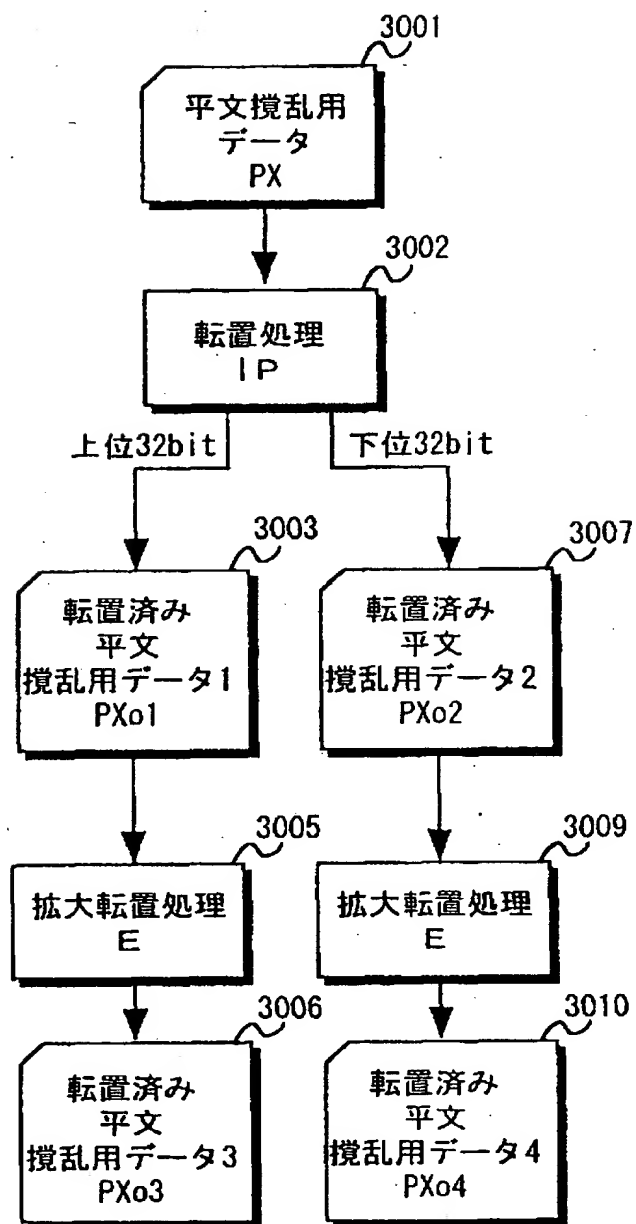 3001
平文撹乱用
データ
PX
3002
転置処理
IP
上位32bit
下位32bit
3003
転置済み
平文
撹乱用データ1
PXo1
3007
転置済み
平文
撹乱用データ2
PXo2
3005
拡大転置処理
E
3009
拡大転置処理
E
3006
転置済み
平文
撹乱用データ3
PXo3
3010
転置済み
平文
撹乱用データ4
PXo4